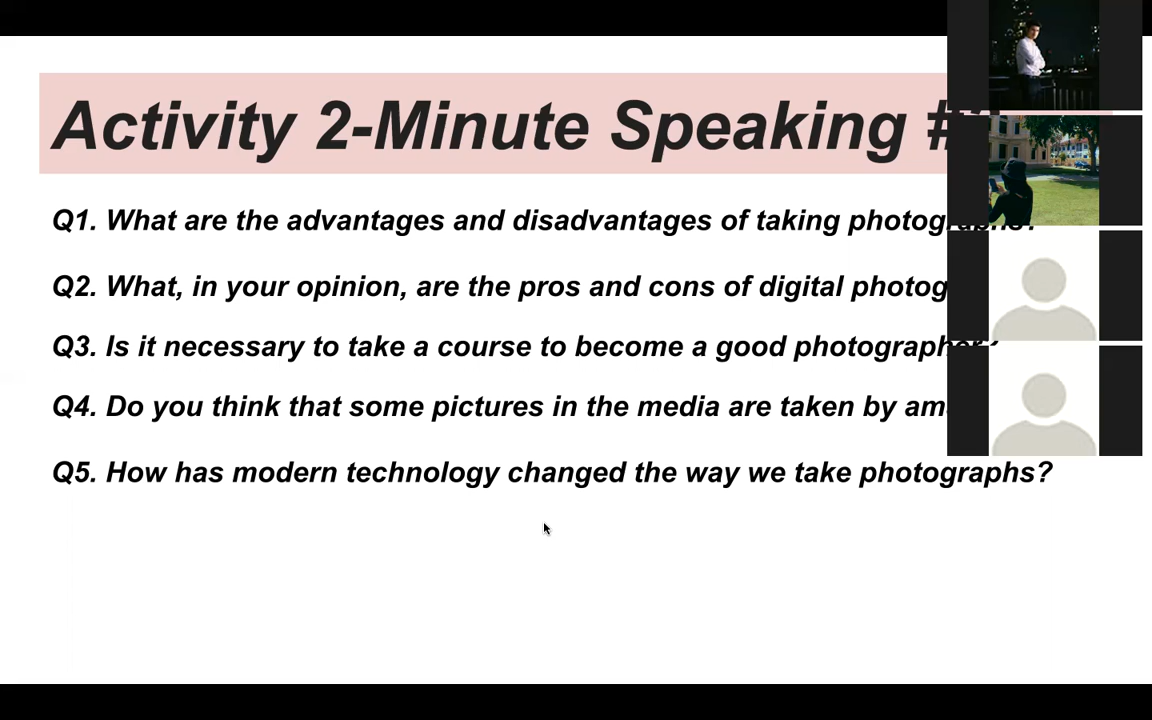 Activity 2-Minute Speaking
Q1. What are the advantages and disadvantages of taking
Q2. What, in your opinion, are the pros and cons of digital
Q3. Is it necessary to take a course to become a good photographer?
Q4. Do you think that some pictures in the media are taken by
Q5. How has modern technology changed the way we take photographs?